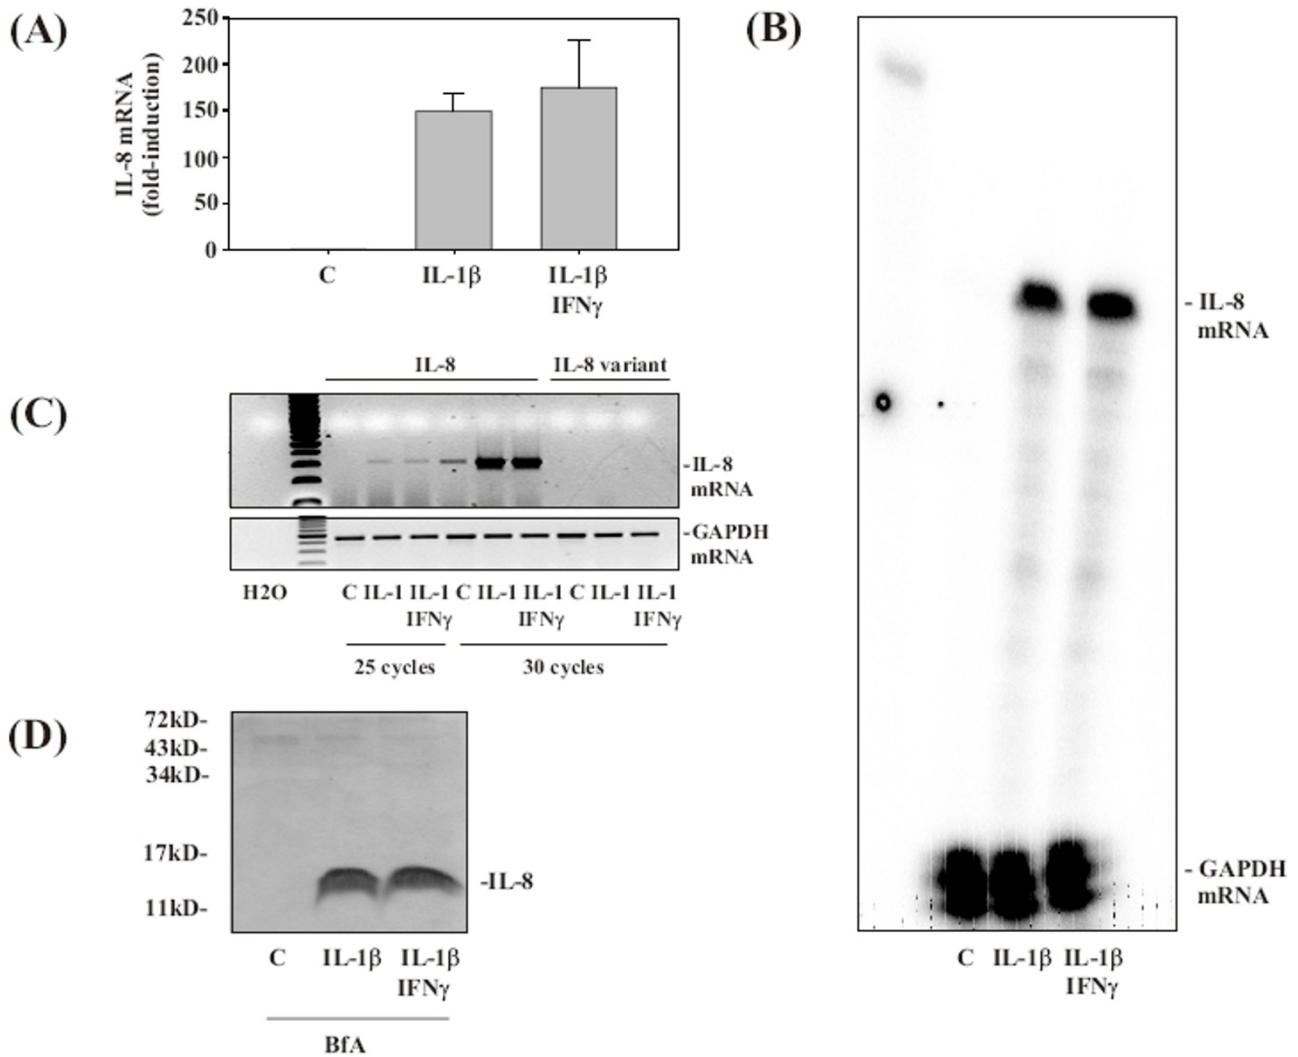 (A)
IL-8 mRNA
(fold-induction)
250
200
150
100
50
0
C
IL-1β
IL-1β
IFNγ
(B)
- IL-8
mRNA
- GAPDH
mRNA
C
IL-1β
IL-1β
IFNγ
(C)
IL-8
IL-8 variant
-IL-8
mRNA
-GAPDH
mRNA
H2O
C IL-1 IL-1 C IL-1 IL-1 C IL-1 IL-1
IFNγ IFNγ IFNγ
25 cycles
30 cycles
(D)
72kD-
43kD-
34kD-
17kD-
11kD-
-IL-8
C
IL-1β
IL-1β
IFNγ
BfA